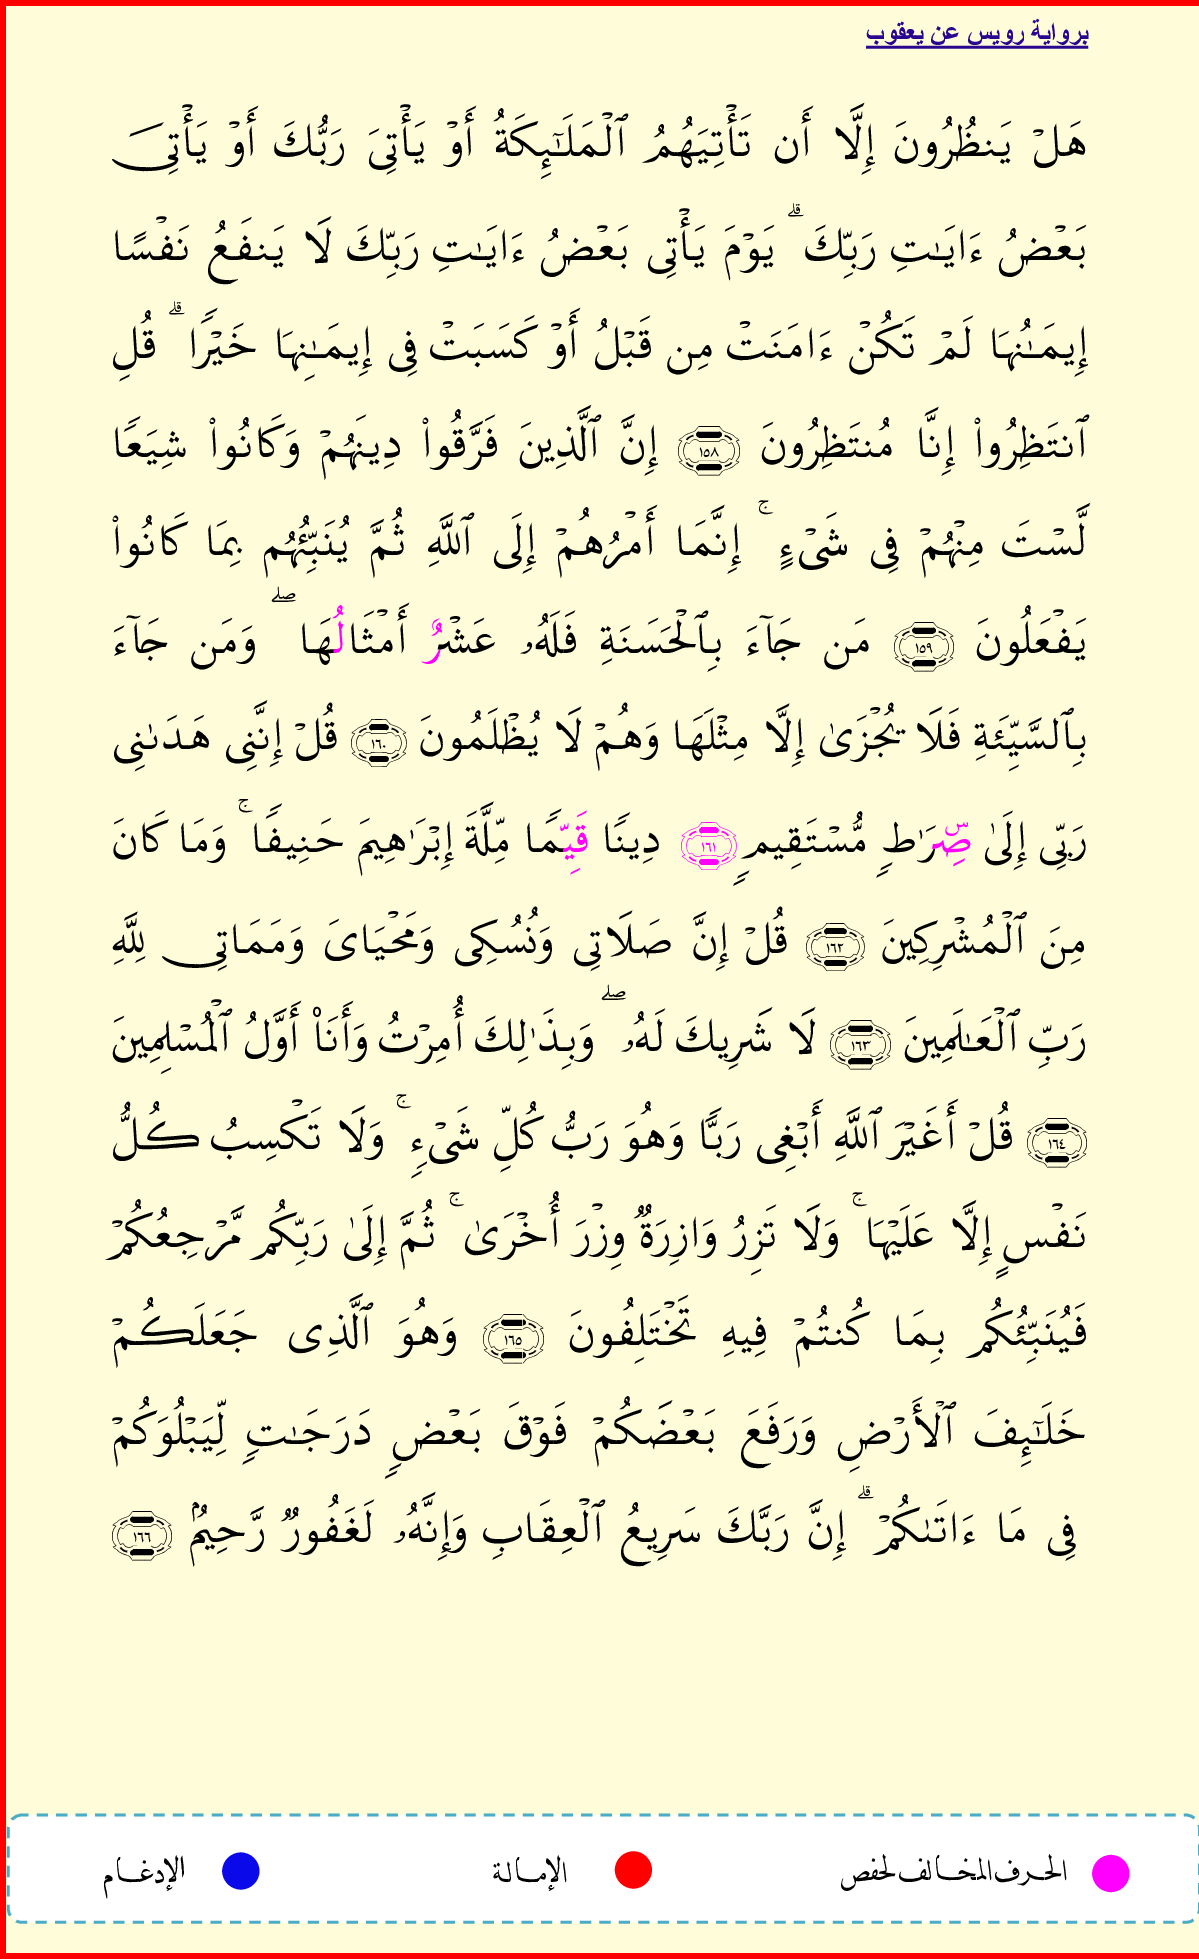 برواية رويس عن يعقوب
هَلْ يَنظُرُونَ إِلَّا أَن تَأْتِيَهُمُ ٱلْمَلَـٰٓئِكَةُ أَوْ يَأْتِىَ رَبُّكَ أَوْ يَأْتِىَ
بَعْضُ ءَايَـٰتِ رَبِّكَ ۗ يَوْمَ يَأْتِى بَعْضُ ءَايَـٰتِ رَبِّكَ لَا يَنفَعُ نَفْسًا
إِيمَـٰنُهَا لَمْ تَكُنْ ءَامَنَتْ مِن قَبْلُ أَوْ كَسَبَتْ فِى إِيمَـٰنِهَا خَيْرًا ۗ قُلِ
ٱنتَظِرُوا۟ إِنَّا مُنتَظِرُونَ ١٥٨ إِنَّ ٱلَّذِينَ فَرَّقُوا۟ دِينَهُمْ وَكَانُوا۟ شِيَعًا
لَّسْتَ مِنْهُمْ فِى شَىْءٍ ۚ إِنَّمَا أَمْرُهُمْ إِلَى ٱللَّهِ ثُمَّ يُنَبِّئُهُم بِمَا كَانُوا۟
يَفْعَلُونَ ١٥٩ مَن جَآءَ بِٱلْحَسَنَةِ فَلَهُۥ عَشْرٌ أَمْثَالُهَا ۖ وَمَن جَآءَ
بِٱلسَّيِّئَةِ فَلَا يُجْزَىٰ إِلَّا مِثْلَهَا وَهُمْ لَا يُظْلَمُونَ ١٦٠ قُلْ إِنَّنِى هَدَىٰنِى
رَبِّى إِلَىٰ صِّرَٰطٍ مُّسْتَقِيمٍ ١٦١ دِينًا قَيِّمًا مِّلَّةَ إِبْرَٰهِيمَ حَنِيفًا ۚ وَمَا كَانَ
مِنَ ٱلْمُشْرِكِينَ ١٦٢ قُلْ إِنَّ صَلَاتِى وَنُسُكِى وَمَحْيَاىَ وَمَمَاتِى لِلَّهِ
رَبِّ ٱلْعَـٰلَمِينَ ١٦٣ لَا شَرِيكَ لَهُۥ ۖ وَبِذَٰلِكَ أُمِرْتُ وَأَنَا۠ أَوَّلُ ٱلْمُسْلِمِينَ
١٦٤ قُلْ أَغَيْرَ ٱللَّهِ أَبْغِى رَبًّا وَهُوَ رَبُّ كُلِّ شَىْءٍ ۚ وَلَا تَكْسِبُ كُلُّ
نَفْسٍ إِلَّا عَلَيْهَا ۚ وَلَا تَزِرُ وَازِرَةٌ وِزْرَ أُخْرَىٰ ۚ ثُمَّ إِلَىٰ رَبِّكُم مَّرْجِعُكُمْ
فَيُنَبِّئُكُم بِمَا كُنتُمْ فِيهِ تَخْتَلِفُونَ ١٦٥ وَهُوَ ٱلَّذِى جَعَلَكُمْ
خَلَـٰٓئِفَ ٱلْأَرْضِ وَرَفَعَ بَعْضَكُمْ فَوْقَ بَعْضٍ دَرَجَـٰتٍ لِّيَبْلُوَكُمْ
فِى مَا ءَاتَىٰكُمْ ۗ إِنَّ رَبَّكَ سَرِيعُ ٱلْعِقَابِ وَإِنَّهُۥ لَغَفُورٌ رَّحِيمٌۢ ١٦٦
الحرف المخالف لحفص الإمالة الإدغام